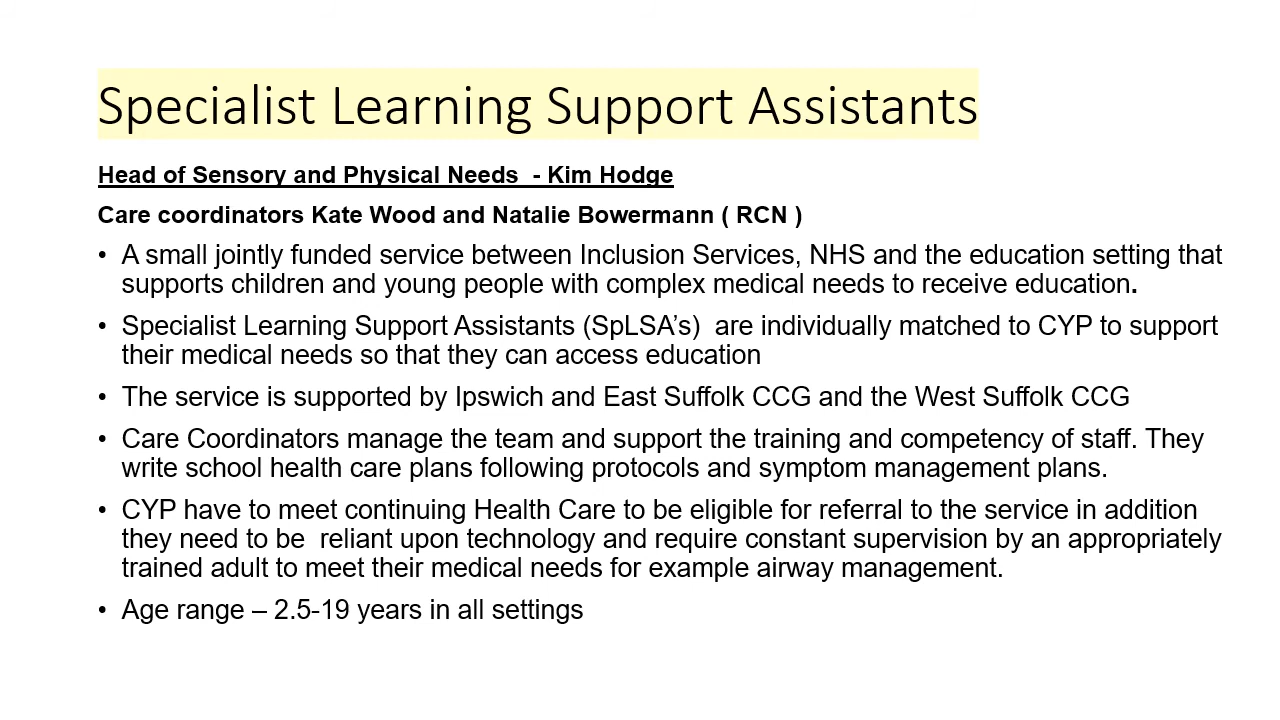 Specialist Learning Support Assistants
Head of Sensory and Physical Needs  - Kim Hodge
Care coordinators Kate Wood and Natalie Bowermann ( RCN )
• A small jointly funded service between Inclusion Services, NHS and the education setting that
supports children and young people with complex medical needs to receive education.
• Specialist Learning Support Assistants (SpLSA’s)  are individually matched to CYP to support
their medical needs so that they can access education
• The service is supported by Ipswich and East Suffolk CCG and the West Suffolk CCG
• Care Coordinators manage the team and support the training and competency of staff. They
write school health care plans following protocols and symptom management plans.
• CYP have to meet continuing Health Care to be eligible for referral to the service in addition
they need to be  reliant upon technology and require constant supervision by an appropriately
trained adult to meet their medical needs for example airway management.
• Age range – 2.5-19 years in all settings